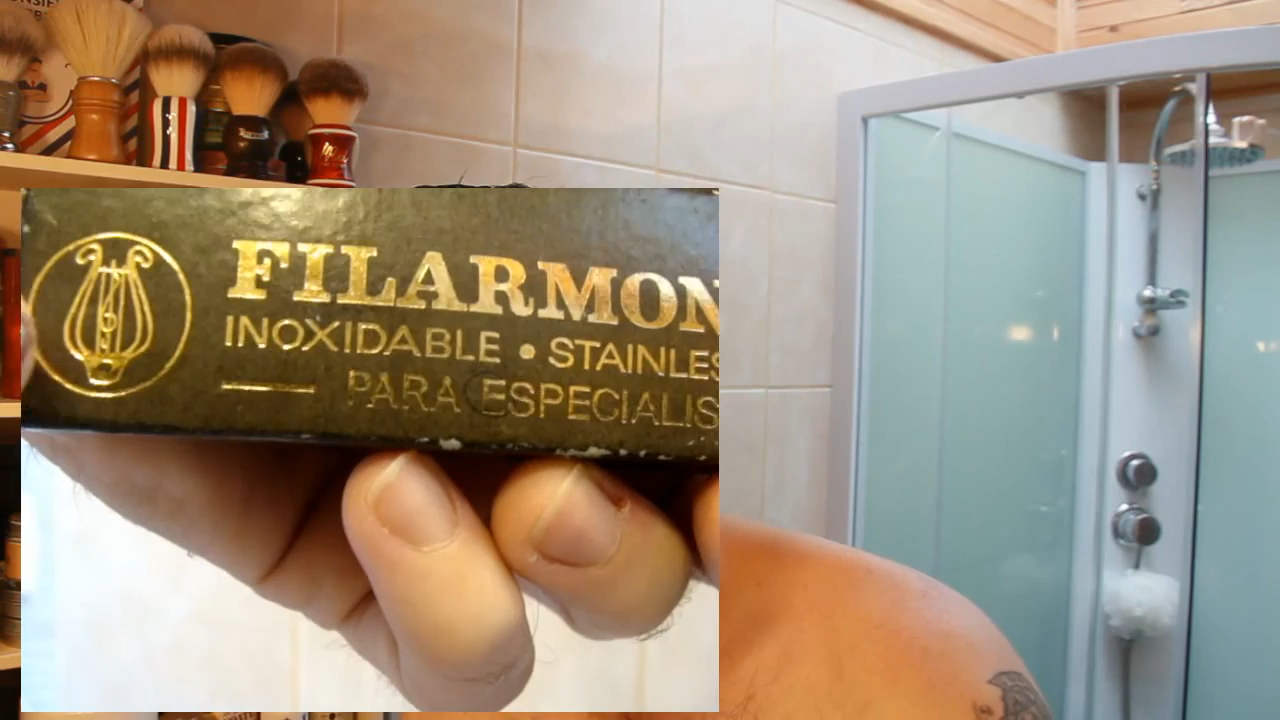 FILARMON
INOXIDABLE • STAINLES
PARA ESPECIALIS